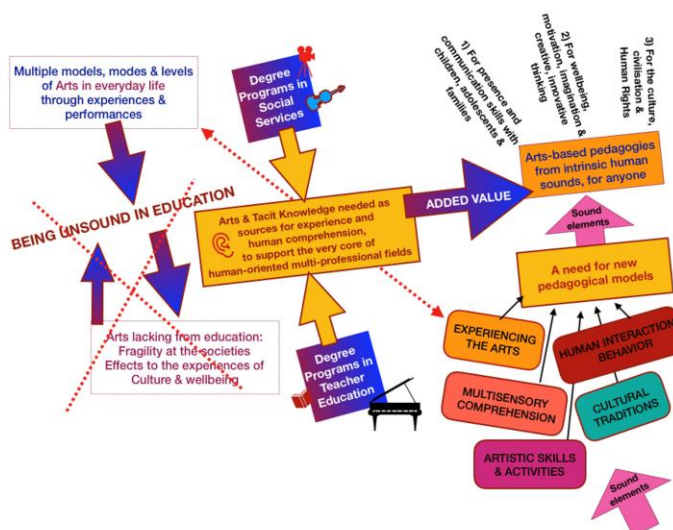 Multiple models, modes & levels
of Arts in everyday life
through experiences &
performances
Degree
Programs in
Social
Services
1) For presence and
communication skills with
children, adolescents &
families
2) For wellbeing,
motivation, imagination &
creative, innovative
thinking
3) For the culture,
civilisation &
Human Rights
Arts-based pedagogies
from intrinsic human
sounds, for anyone
ADDED VALUE
BEING UNSOUND IN EDUCATION
Arts & Tacit Knowledge needed as
sources for experience and
human comprehension,
to support the very core of
human-oriented multi-professional fields
Sound
elements
A need for new
pedagogical models
Arts lacking from education:
Fragility at the societies
Effects to the experiences of
Culture & wellbeing
Degree
Programs in
Teacher
Education
EXPERIENCING
THE ARTS
HUMAN INTERACTION
BEHAVIOR
MULTISENSORY
COMPREHENSION
CULTURAL
TRADITIONS
ARTISTIC SKILLS
& ACTIVITIES
Sound
elements